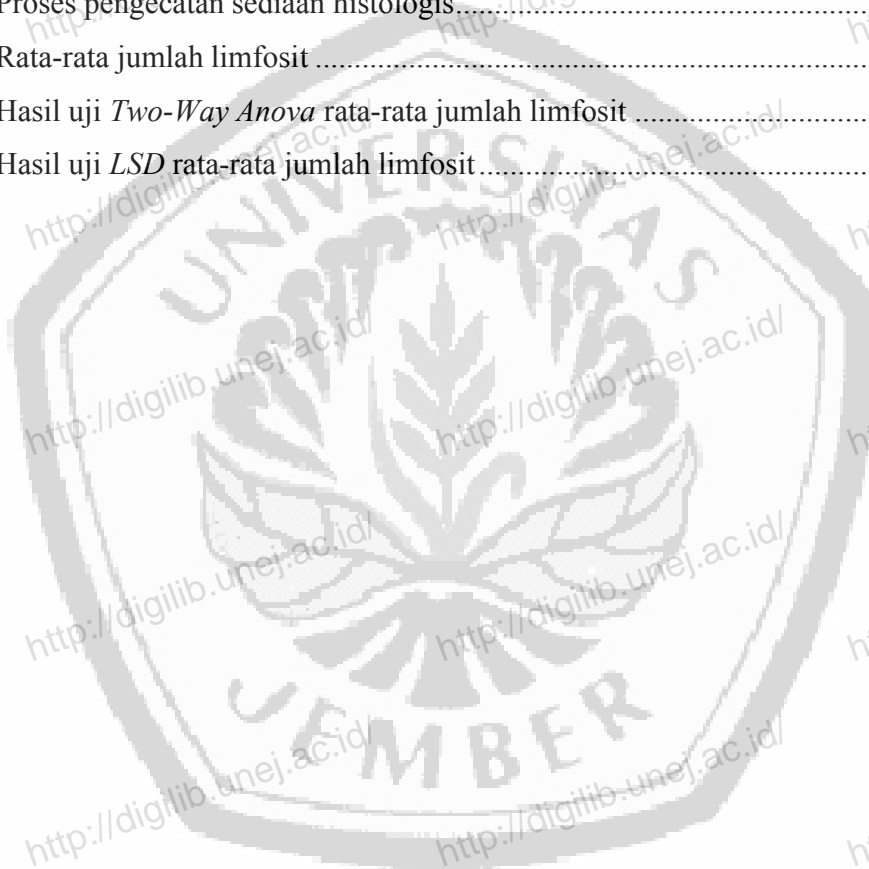 Proses pengecatan sediaan histologis...............................................
Rata-rata jumlah limfosit .....................................................................
Hasil uji Two-Way Anova rata-rata jumlah limfosit .............................
Hasil uji LSD rata-rata jumlah limfosit.................................................
UNIVERSITAS
JEMBER
http://digilib.unej.ac.id/
http://digilib.unej.ac.id/
http://digilib.unej.ac.id/
http://digilib.unej.ac.id/
http://digilib.unej.ac.id/
http://digilib.unej.ac.id/
http://digilib.unej.ac.id/
http://digilib.unej.ac.id/